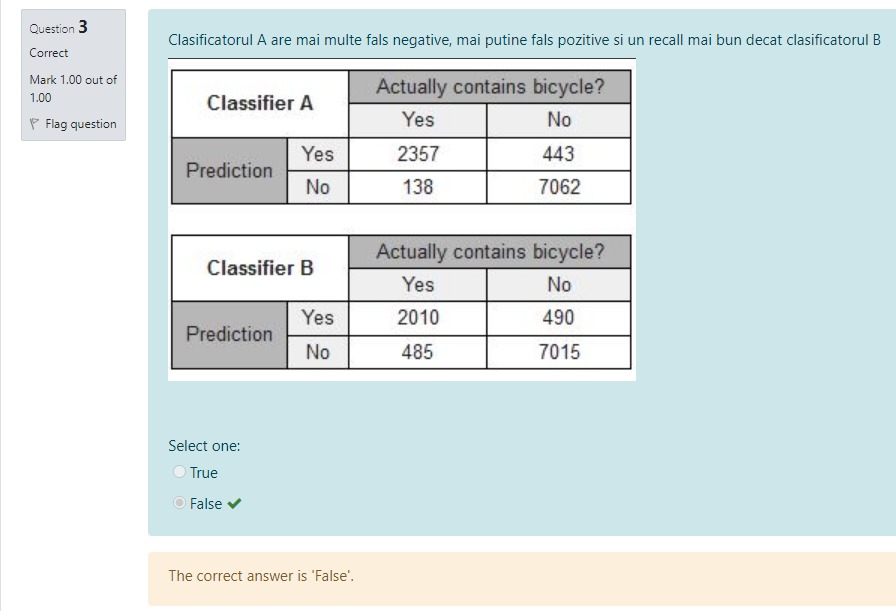 Question 3
Correct
Mark 1.00 out of
1.00
Flag question
Clasificatorul A are mai multe fals negative, mai putine fals pozitive si un recall mai bun decat clasificatorul B
Classifier A
Actually contains bicycle?
Yes No
Prediction
Yes 2357 443
No 138 7062
Classifier B
Actually contains bicycle?
Yes No
Prediction
Yes 2010 490
No 485 7015
Select one:
True
False
The correct answer is 'False'.